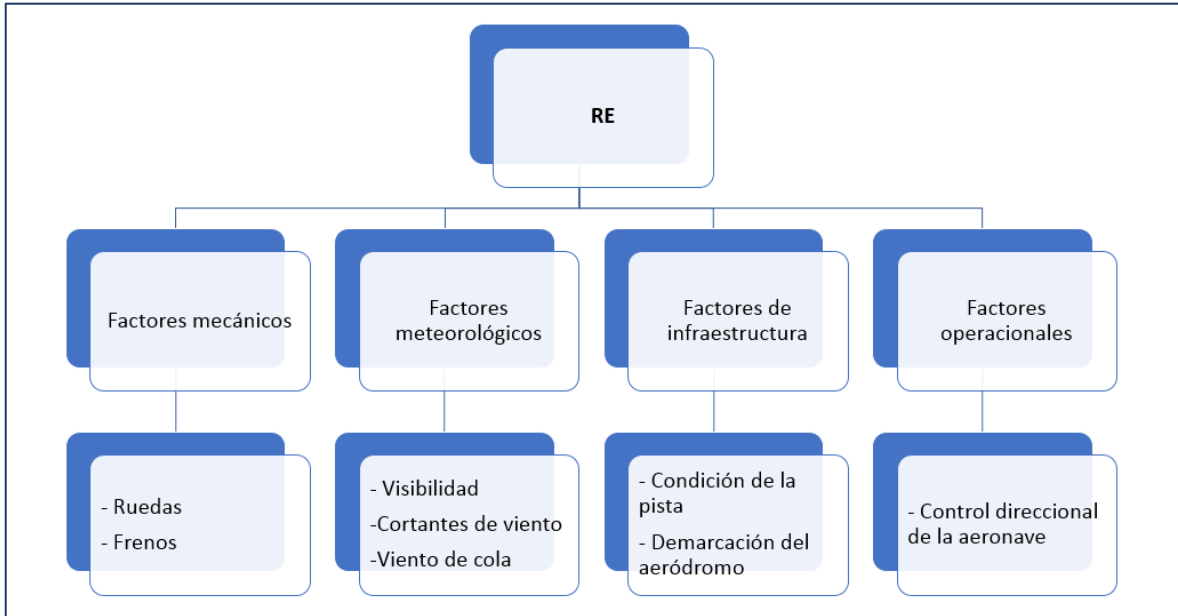 RE
Factores mecánicos
Factores
meteorológicos
Factores de
infraestructura
Factores
operacionales
- Ruedas
- Frenos
- Visibilidad
-Cortantes de viento
-Viento de cola
- Condición de la
pista
- Demarcación del
aeródromo
- Control direccional
de la aeronave